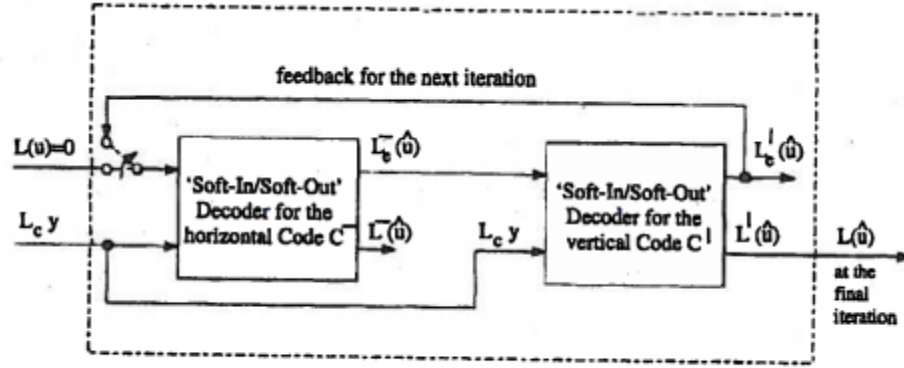 feedback for the next iteration
L(u)=0
L_e^–(û)
L_e^|(û)
'Soft-In/Soft-Out'
Decoder for the
horizontal Code C^–
'Soft-In/Soft-Out'
Decoder for the
vertical Code C^|
L_c y
L^–(û)
L_c y
L^|(û)
L(û)
at the
final
iteration